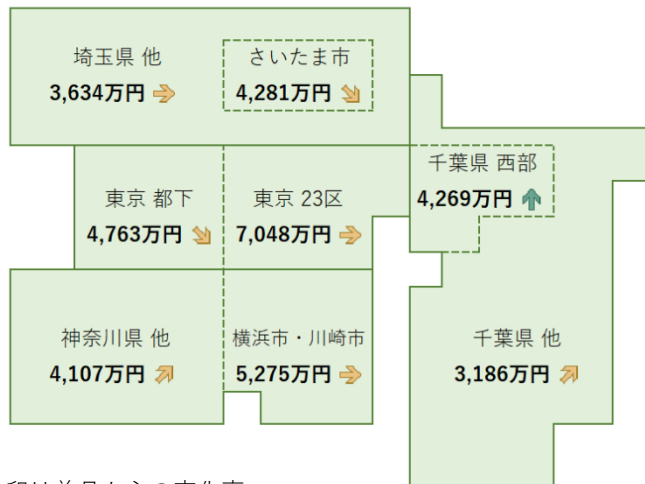 埼玉県 他
3,634万円
さいたま市
4,281万円
千葉県 西部
4,269万円
東京 都下
4,763万円
東京 23区
7,048万円
神奈川県 他
4,107万円
横浜市・川崎市
5,275万円
千葉県 他
3,186万円